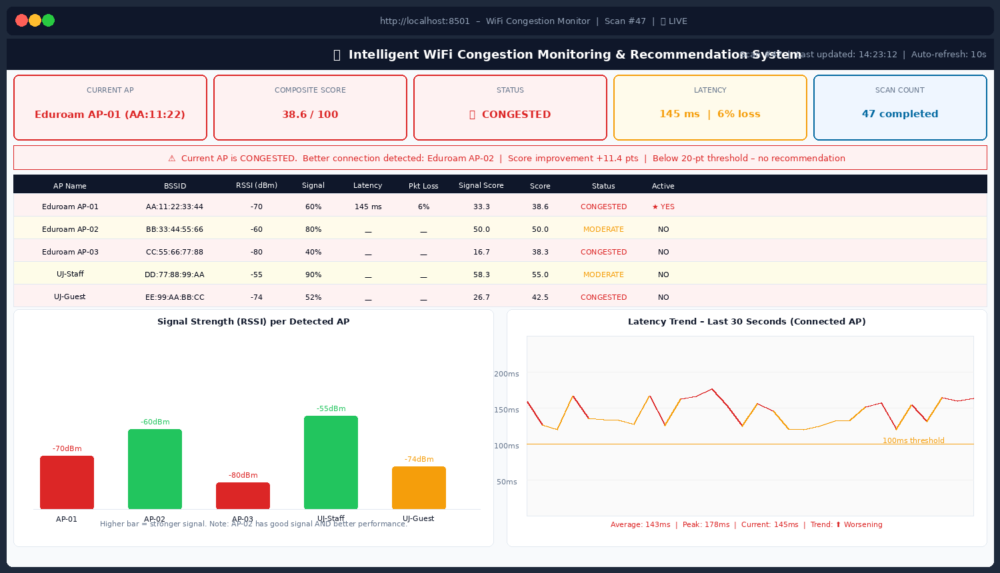 http://localhost:8501 – WiFi Congestion Monitor | Scan #47 | LIVE
Intelligent WiFi Congestion Monitoring & Recommendation System
Scan #47 | Last updated: 14:23:12 | Auto-refresh: 10s
CURRENT AP
Eduroam AP-01 (AA:11:22)
COMPOSITE SCORE
38.6 / 100
STATUS
CONGESTED
LATENCY
145 ms | 6% loss
SCAN COUNT
47 completed
⚠ Current AP is CONGESTED. Better connection detected: Eduroam AP-02 | Score improvement +11.4 pts | Below 20-pt threshold – no recommendation
AP Name BSSID RSSI (dBm) Signal Latency Pkt Loss Signal Score Score Status Active
Eduroam AP-01 AA:11:22:33:44 -70 60% 145 ms 6% 33.3 38.6 CONGESTED ★ YES
Eduroam AP-02 BB:33:44:55:66 -60 80% — — 50.0 50.0 MODERATE NO
Eduroam AP-03 CC:55:66:77:88 -80 40% — — 16.7 38.3 CONGESTED NO
UJ-Staff DD:77:88:99:AA -55 90% — — 58.3 55.0 MODERATE NO
UJ-Guest EE:99:AA:BB:CC -74 52% — — 26.7 42.5 CONGESTED NO
Signal Strength (RSSI) per Detected AP
-70dBm
-60dBm
-80dBm
-55dBm
-74dBm
AP-01 AP-02 AP-03 UJ-Staff UJ-Guest
Higher bar = stronger signal. Note: AP-02 has good signal AND better performance.
Latency Trend – Last 30 Seconds (Connected AP)
200ms
150ms
100ms
50ms
100ms threshold
Average: 143ms | Peak: 178ms | Current: 145ms | Trend: ⬆ Worsening